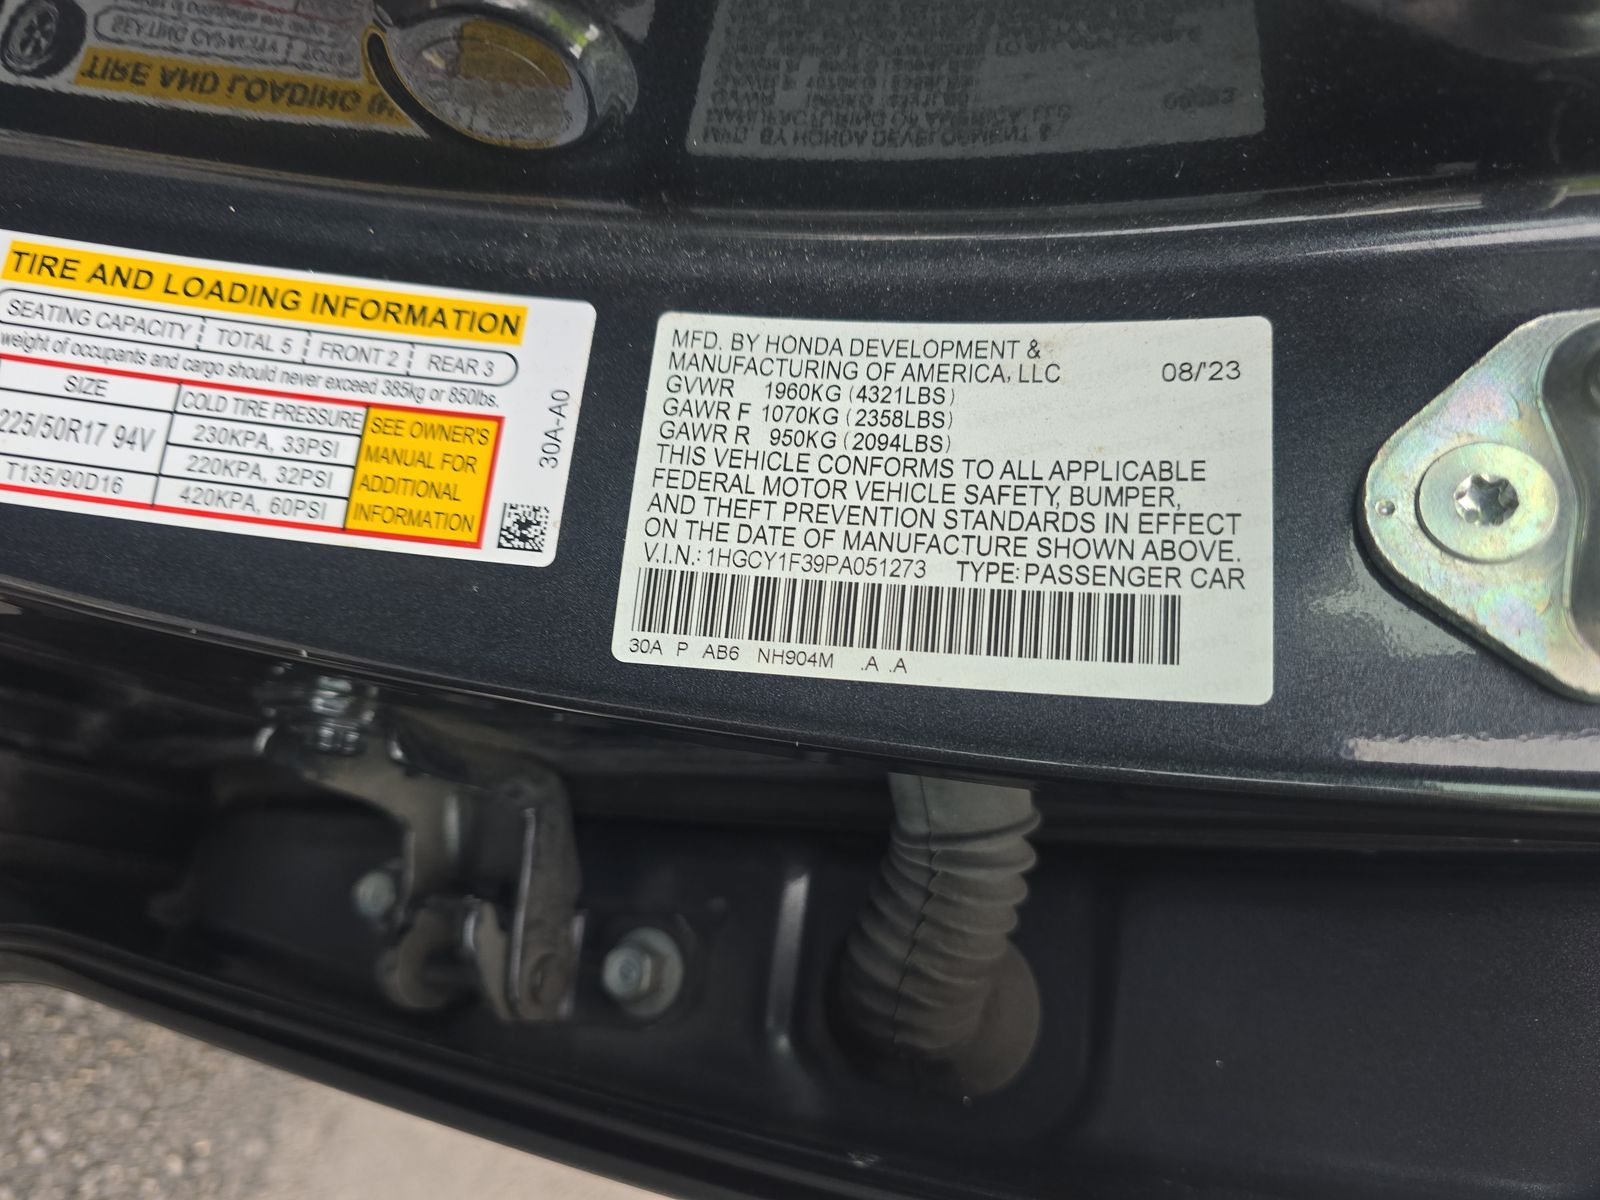 TIRE AND LOADING INFORMATION
SEATING CAPACITY TOTAL 5 FRONT 2 REAR 3
weight of occupants and cargo should never exceed 385kg or 850lbs.
SIZE COLD TIRE PRESSURE
225/50R17 94V 230KPA, 33PSI
220KPA, 32PSI
T135/90D16 420KPA, 60PSI
SEE OWNER'S
MANUAL FOR
ADDITIONAL
INFORMATION
30A-A0
MFD. BY HONDA DEVELOPMENT &
MANUFACTURING OF AMERICA, LLC 08/'23
GVWR 1960KG (4321LBS)
GAWR F 1070KG (2358LBS)
GAWR R 950KG (2094LBS)
THIS VEHICLE CONFORMS TO ALL APPLICABLE
FEDERAL MOTOR VEHICLE SAFETY, BUMPER,
AND THEFT PREVENTION STANDARDS IN EFFECT
ON THE DATE OF MANUFACTURE SHOWN ABOVE.
V.I.N.: 1HGCY1F39PA051273 TYPE: PASSENGER CAR
30A P AB6 NH904M .A .A